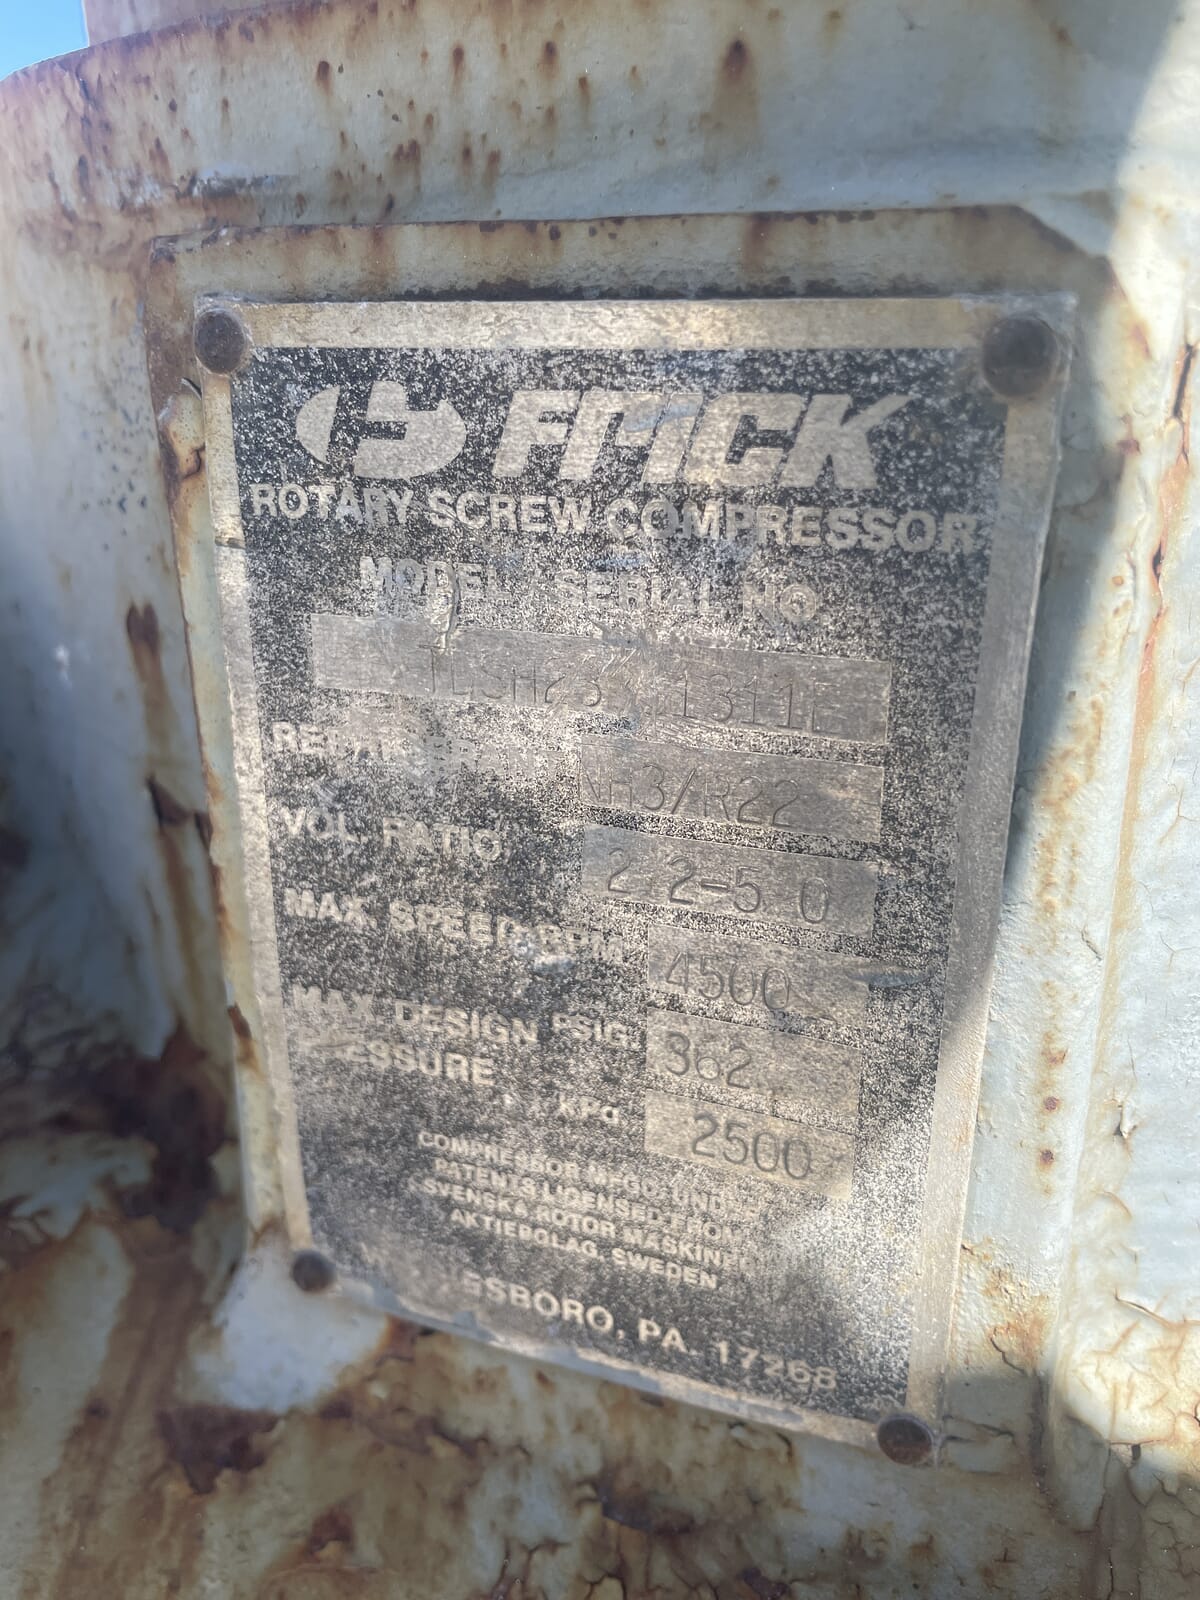 FRICK
ROTARY SCREW COMPRESSOR
MODEL / SERIAL NO
REFRIGERANT NH3/R22
VOL. RATIO 2.2-5.0
MAX. SPEED RPM 4500
MAX. DESIGN PSIG. 362
kPa. 2500
COMPRESSOR MFGD. UNDER
PATENTS LICENSED FROM
SVENSKA ROTOR MASKINER
AKTIEBOLAG, SWEDEN.
PA. 17268